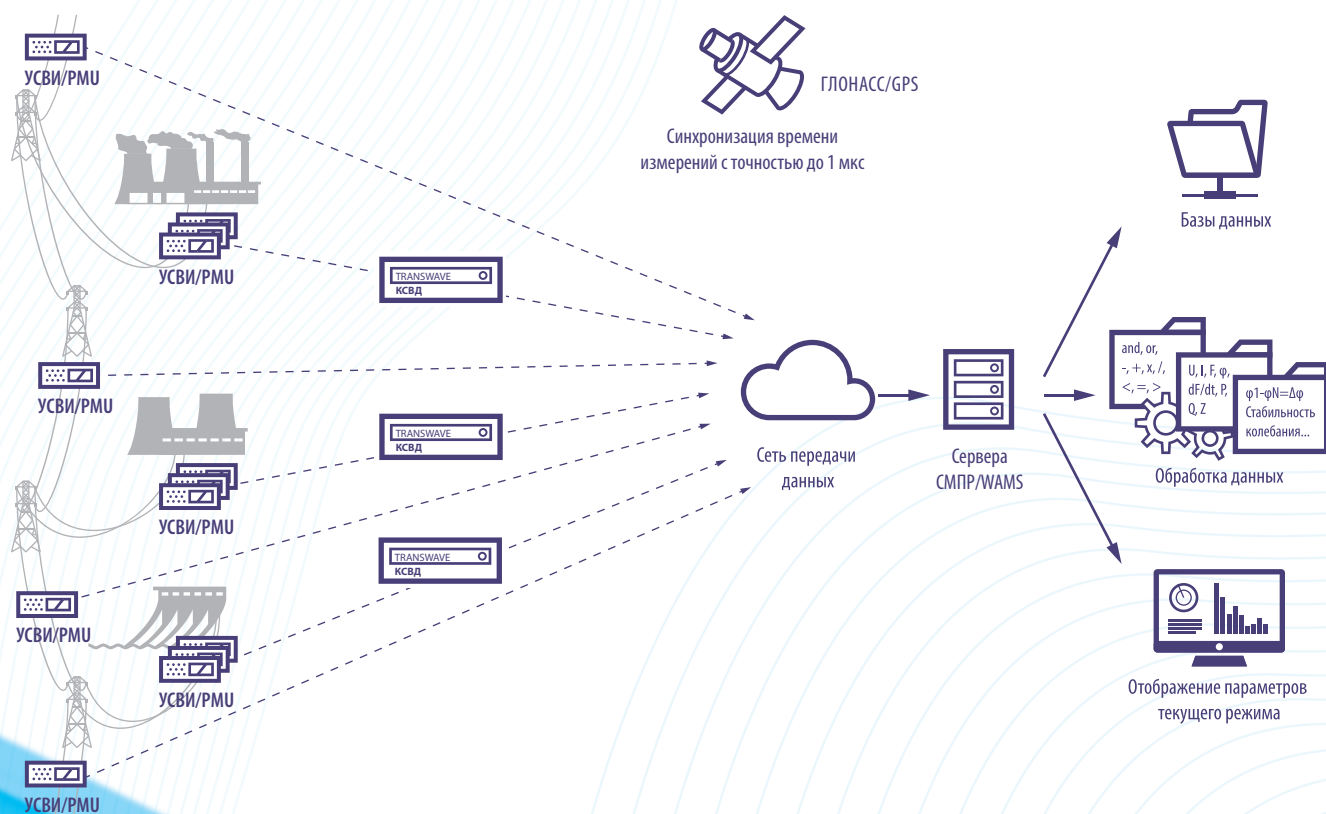 УСВИ/PMU
ГЛОНАСС/GPS
Синхронизация времени
измерений с точностью до 1 мкс
Базы данных
УСВИ/PMU
TRANSWAVE
КСВД
УСВИ/PMU
TRANSWAVE
КСВД
УСВИ/PMU
Сеть передачи
данных
Сервера
СМПР/WAMS
and, or,
-, +, x, /,
<, =, >
U, I, F, φ,
dF/dt, P,
Q, Z
φ1-φN=Δφ
Стабильность
колебания...
Обработка данных
TRANSWAVE
КСВД
УСВИ/PMU
УСВИ/PMU
Отображение параметров
текущего режима
УСВИ/PMU